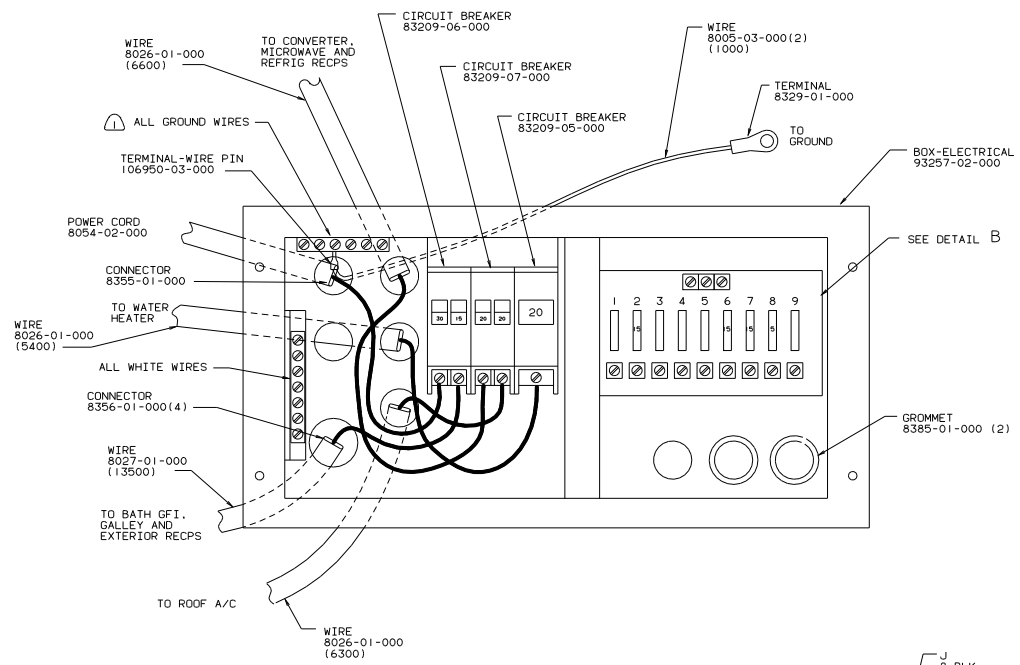 CIRCUIT BREAKER
83209-06-000
WIRE
8005-03-000(2)
(1000)
WIRE
8026-01-000
(6600)
TO CONVERTER,
MICROWAVE AND
REFRIG RECPS
CIRCUIT BREAKER
83209-07-000
TERMINAL
8329-01-000
1 ALL GROUND WIRES
CIRCUIT BREAKER
83209-05-000
TO
GROUND
TERMINAL-WIRE PIN
106950-03-000
BOX-ELECTRICAL
93257-02-000
POWER CORD
8054-02-000
SEE DETAIL B
CONNECTOR
8355-01-000
TO WATER
HEATER
30 15 20 20 20
1 2 3 4 5 6 7 8 9
15 15 15 5
WIRE
8026-01-000
(5400)
ALL WHITE WIRES
CONNECTOR
8356-01-000(4)
GROMMET
8385-01-000 (2)
WIRE
8027-01-000
(13500)
TO BATH GFI,
GALLEY AND
EXTERIOR RECPS
TO ROOF A/C
WIRE
8026-01-000
(6300)
J